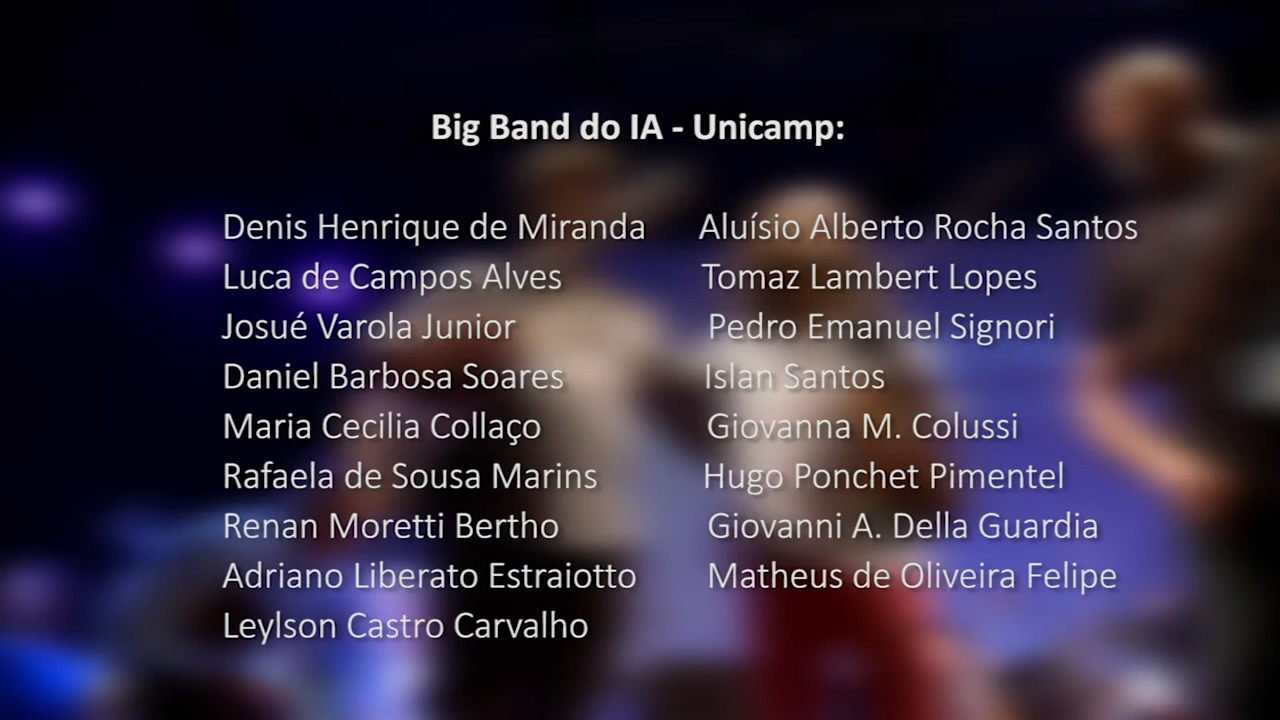 Big Band do IA - Unicamp:
Denis Henrique de Miranda
Luca de Campos Alves
Josué Varola Junior
Daniel Barbosa Soares
Maria Cecilia Collaço
Rafaela de Sousa Marins
Renan Moretti Bertho
Adriano Liberato Estraiotto
Leylson Castro Carvalho
Aluísio Alberto Rocha Santos
Tomaz Lambert Lopes
Pedro Emanuel Signori
Islan Santos
Giovanna M. Colussi
Hugo Ponchet Pimentel
Giovanni A. Della Guardia
Matheus de Oliveira Felipe